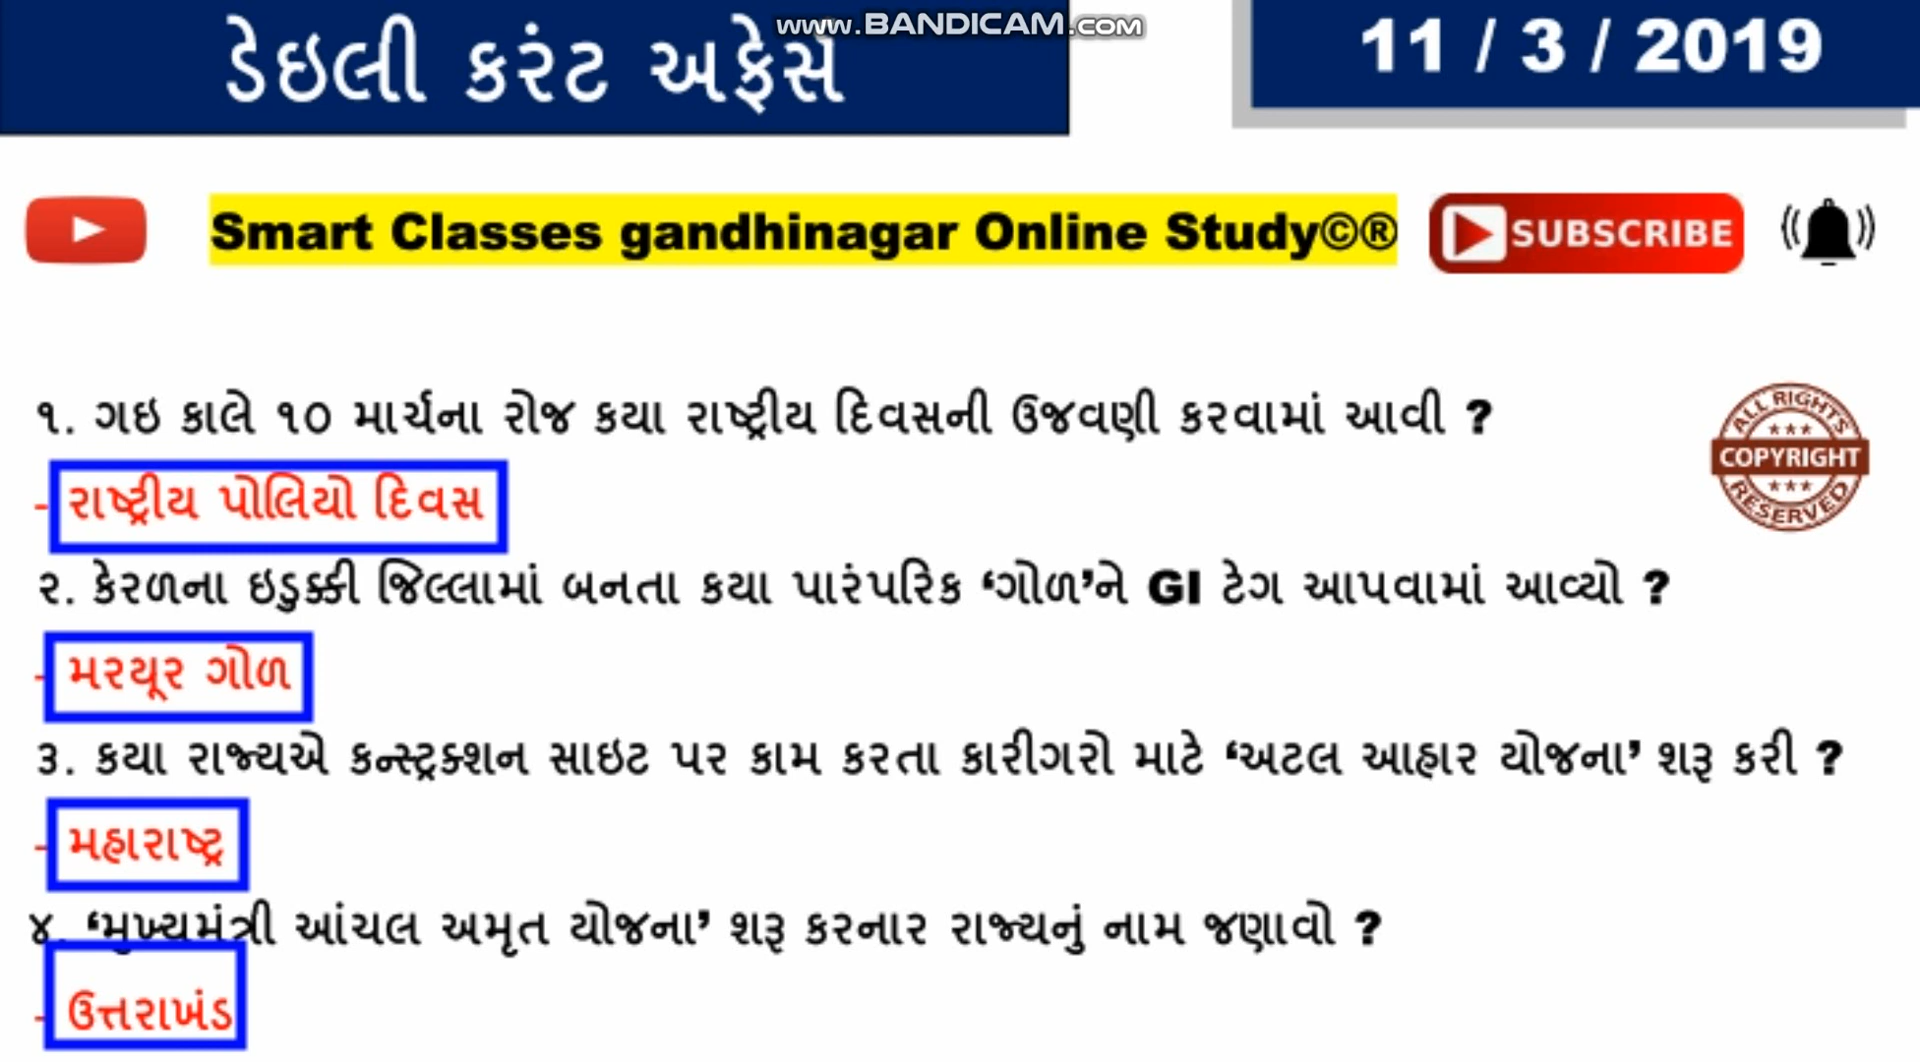 www.BANDICAM.com
ડેઇલી કરંટ અફેર્સ
11 / 3 / 2019
Smart Classes gandhinagar Online Study©®
SUBSCRIBE
૧. ગઇ કાલે ૧૦ માર્ચના રોજ કયા રાષ્ટ્રીય દિવસની ઉજવણી કરવામાં આવી ?
- રાષ્ટ્રીય પોલિયો દિવસ
ALL RIGHTS
COPYRIGHT
RESERVED
૨. કેરળના ઇડુક્કી જિલ્લામાં બનતા કયા પારંપરિક ‘ગોળ’ને GI ટેગ આપવામાં આવ્યો ?
- મરયૂર ગોળ
૩. કયા રાજ્યએ કન્સ્ટ્રક્શન સાઇટ પર કામ કરતા કારીગરો માટે ‘અટલ આહાર યોજના’ શરૂ કરી ?
- મહારાષ્ટ્ર
૪. ‘મુખ્યમંત્રી આંચલ અમૃત યોજના’ શરૂ કરનાર રાજ્યનું નામ જણાવો ?
- ઉત્તરાખંડ